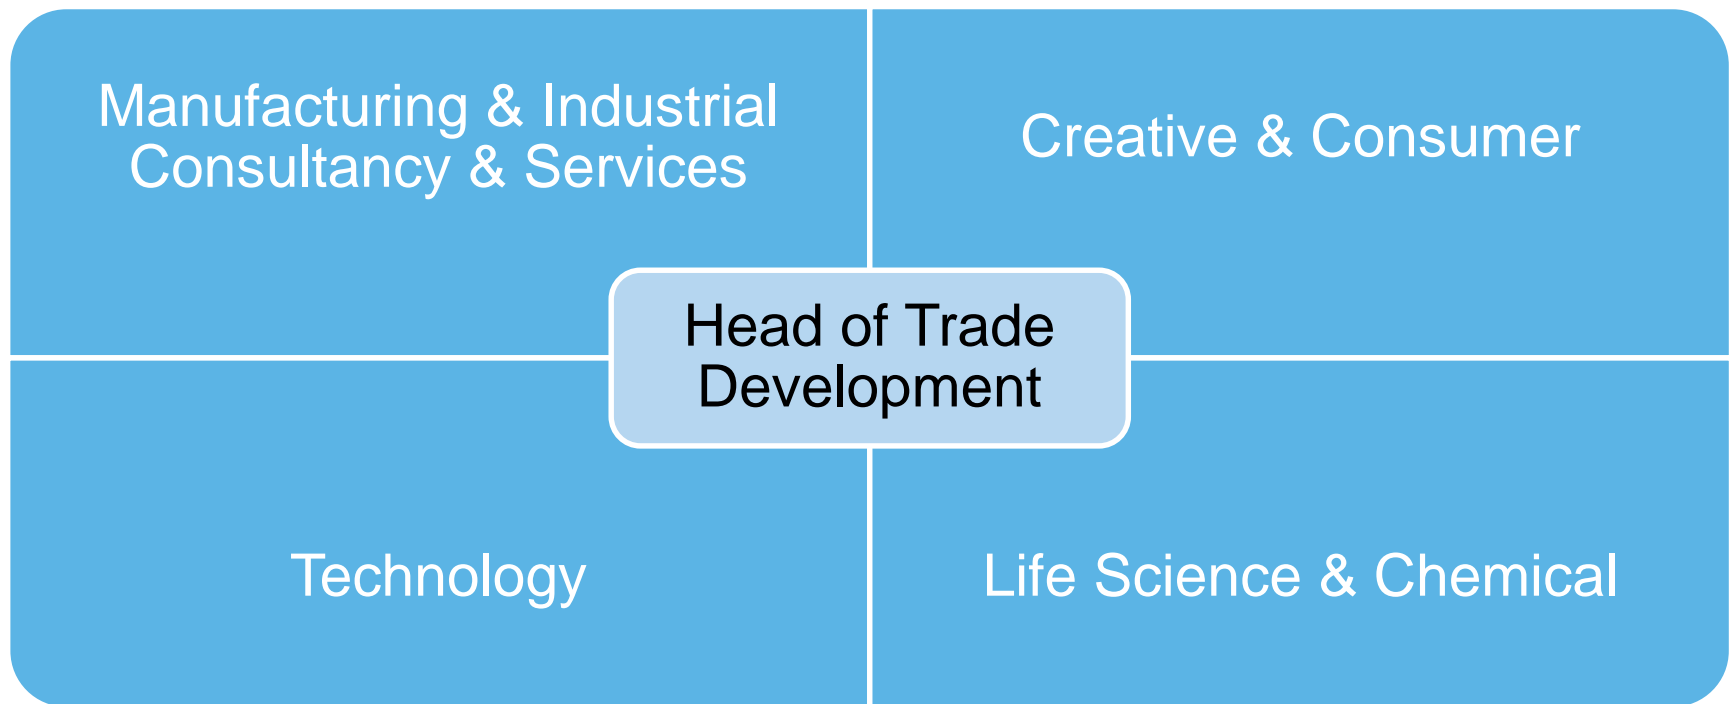 Manufacturing & Industrial
Consultancy & Services
Creative & Consumer
Head of Trade
Development
Technology
Life Science & Chemical